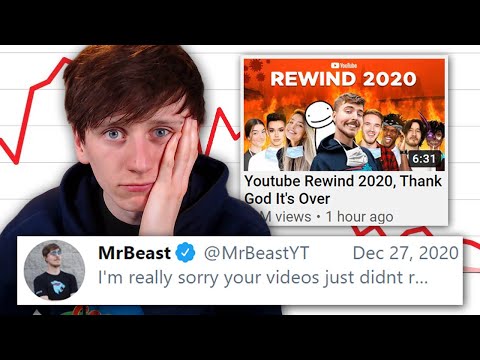 YouTube
REWIND 2020
6:31
Youtube Rewind 2020, Thank
God It's Over
M views • 1 hour ago
MrBeast @MrBeastYT Dec 27, 2020
I'm really sorry your videos just didnt r...